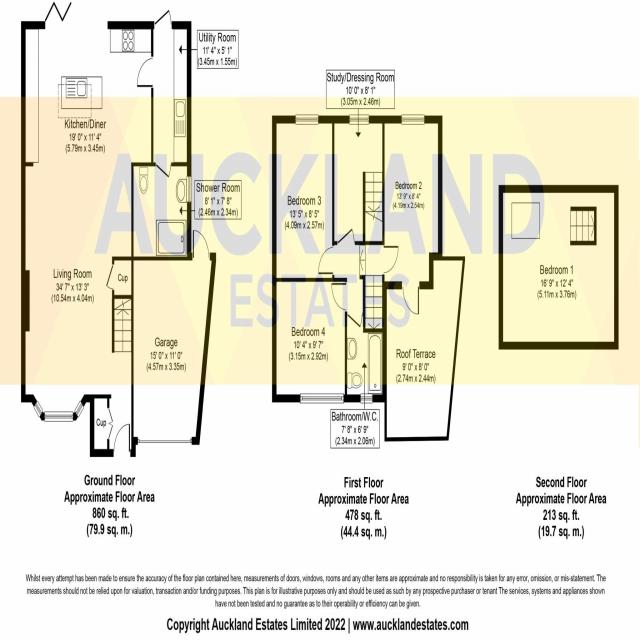 Utility Room
11' 4" x 5' 1"
(3.45m x 1.55m)
Kitchen/Diner
19' 0" x 11' 4"
(5.79m x 3.45m)
Shower Room
8' 1" x 7' 8"
(2.46m x 2.34m)
Living Room
34' 7" x 13' 3"
(10.54m x 4.04m)
Cup
Garage
15' 0" x 11' 0"
(4.57m x 3.35m)
Cup
Study/Dressing Room
10' 0" x 8' 1"
(3.05m x 2.46m)
Bedroom 3
13' 5" x 8' 5"
(4.09m x 2.57m)
Bedroom 2
13' 9" x 8' 4"
(4.19m x 2.54m)
Bedroom 4
10' 4" x 9' 7"
(3.15m x 2.92m)
Roof Terrace
9' 0" x 8' 0"
(2.74m x 2.44m)
Bathroom/W.C.
7' 8" x 6' 9"
(2.34m x 2.06m)
Bedroom 1
16' 9" x 12' 4"
(5.11m x 3.76m)
AUCKLAND
ESTATES
Ground Floor
Approximate Floor Area
860 sq. ft.
(79.9 sq. m.)
First Floor
Approximate Floor Area
478 sq. ft.
(44.4 sq. m.)
Second Floor
Approximate Floor Area
213 sq. ft.
(19.7 sq. m.)
Whilst every attempt has been made to ensure the accuracy of the floor plan contained here, measurements of doors, windows, rooms and any other items are approximate and no responsibility is taken for any error, omission, or mis-statement. The
measurements should not be relied upon for valuation, transaction and/or funding purposes. This plan is for illustrative purposes only and should be used as such by any prospective purchaser or tenant The services, systems and appliances shown
have not been tested and no guarantee as to their operability or efficiency can be given.
Copyright Auckland Estates Limited 2022 | www.aucklandestates.com